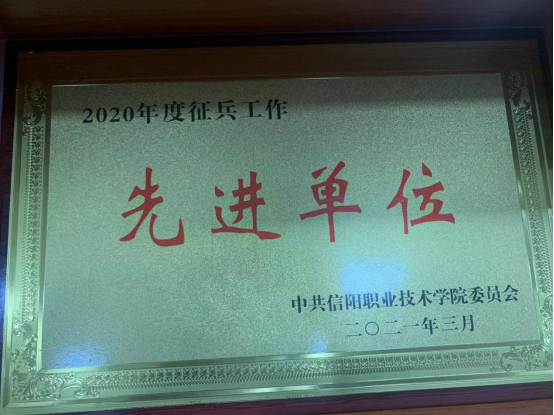 2020年度征兵工作
先进单位
中共信阳职业技术学院委员会
二〇二一年三月